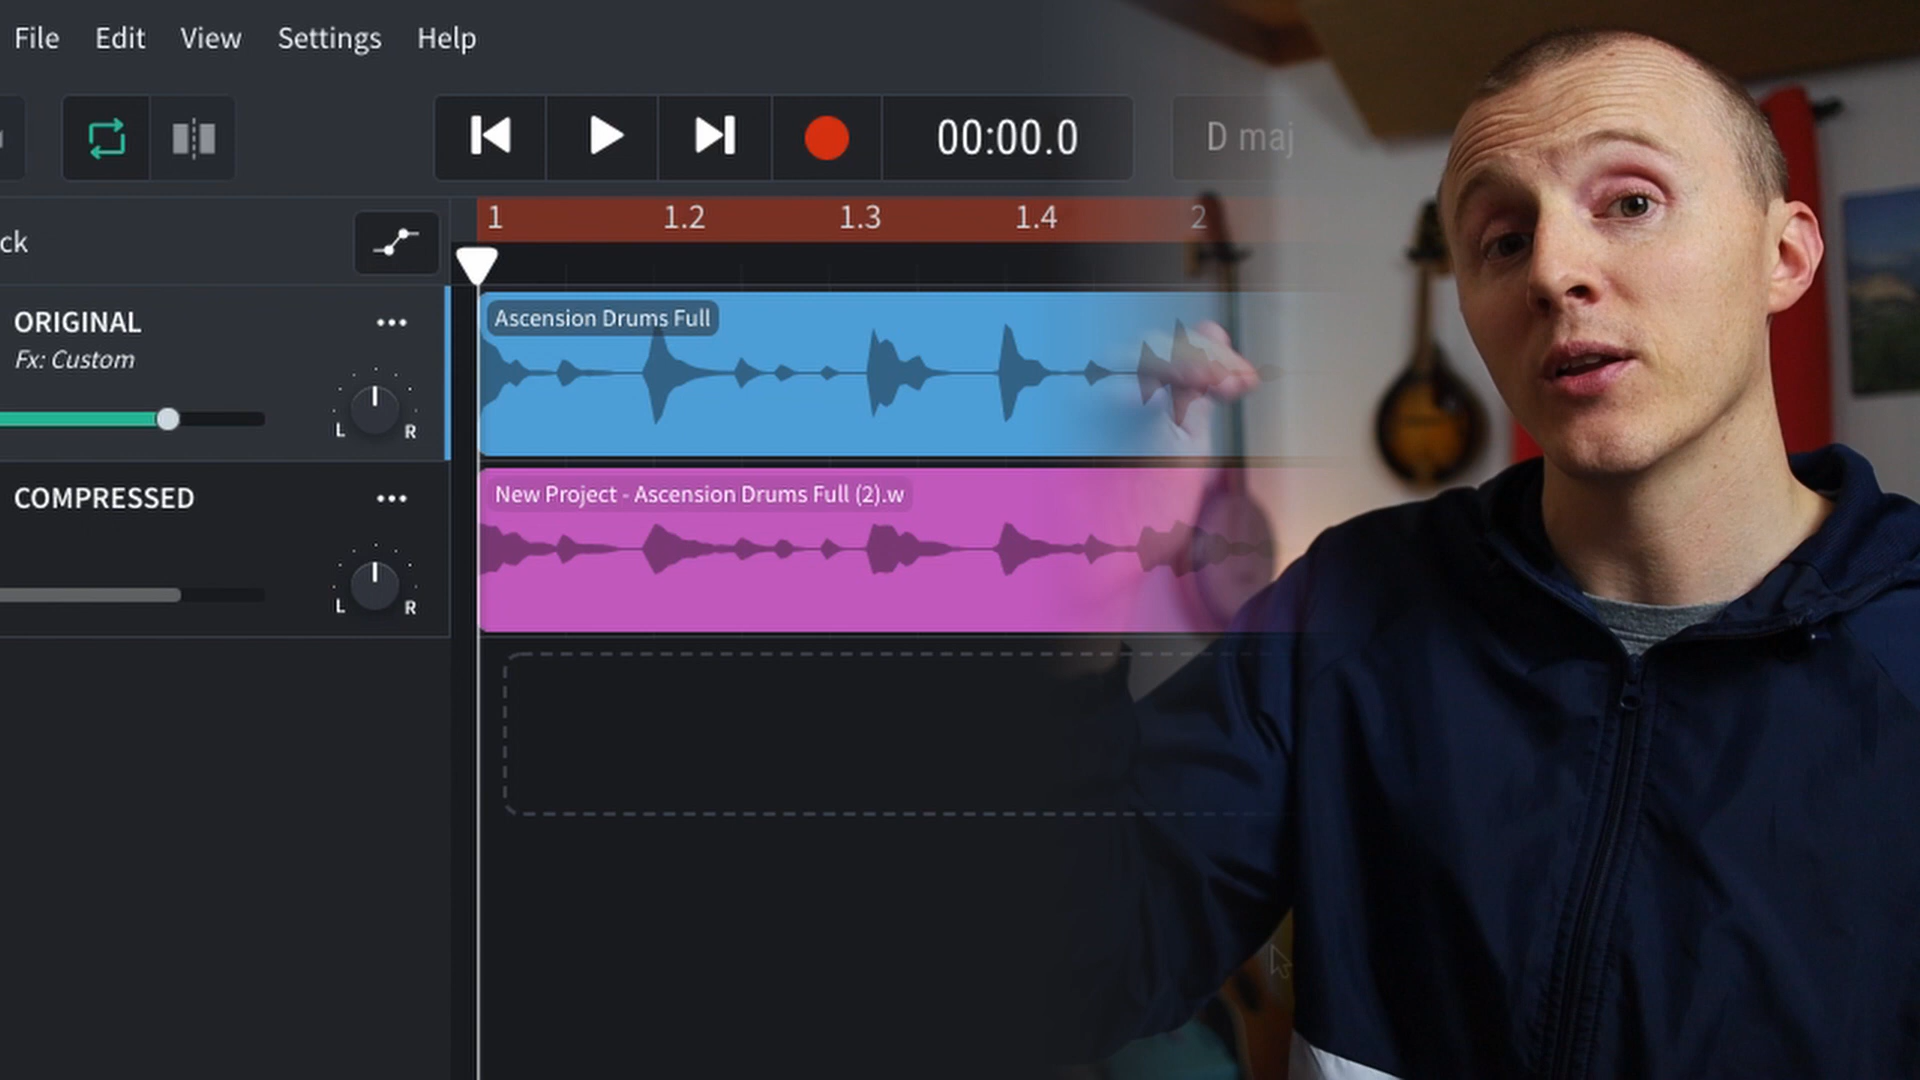 File Edit View Settings Help
00:00.0
D maj
ck
1 1.2 1.3 1.4 2
ORIGINAL
Fx: Custom
L R
Ascension Drums Full
COMPRESSED
L R
New Project - Ascension Drums Full (2).w